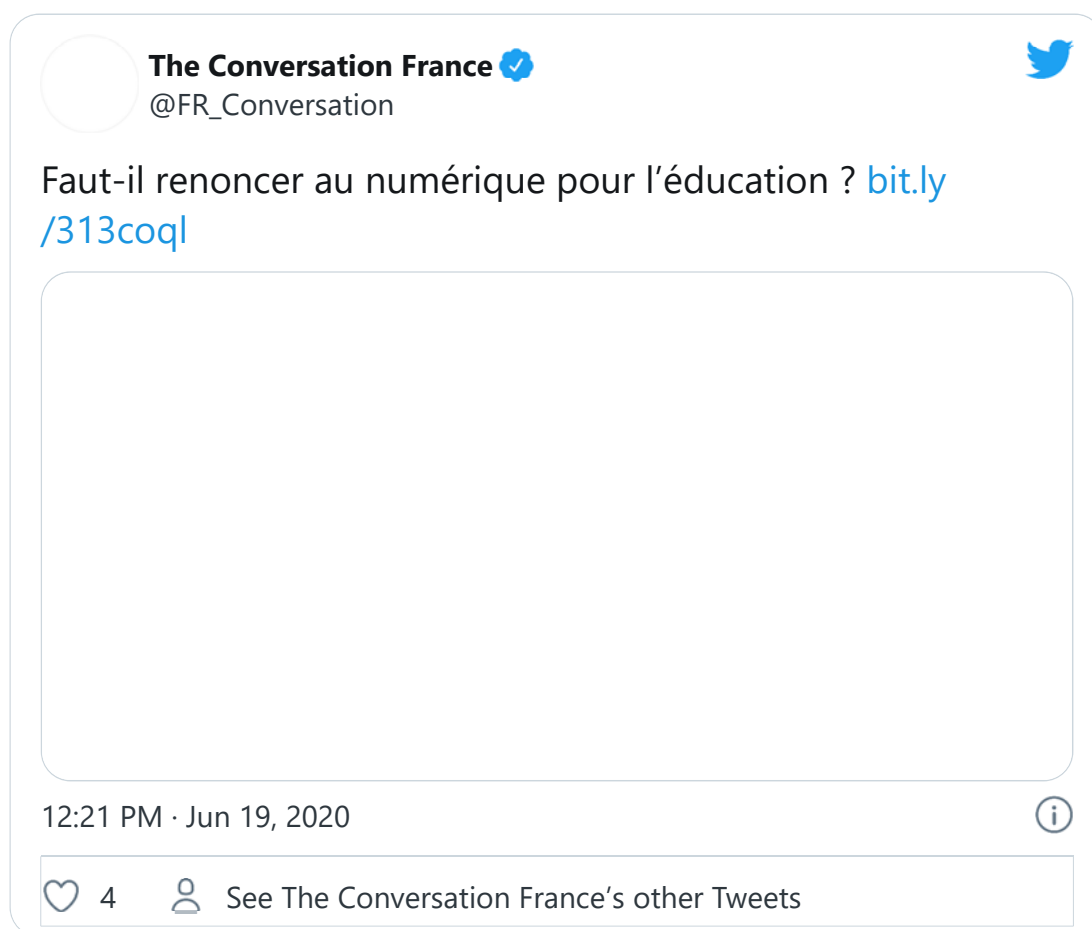 The Conversation France
@FR_Conversation
Faut-il renoncer au numérique pour l’éducation ? bit.ly
/313coql
12:21 PM · Jun 19, 2020
4 See The Conversation France’s other Tweets